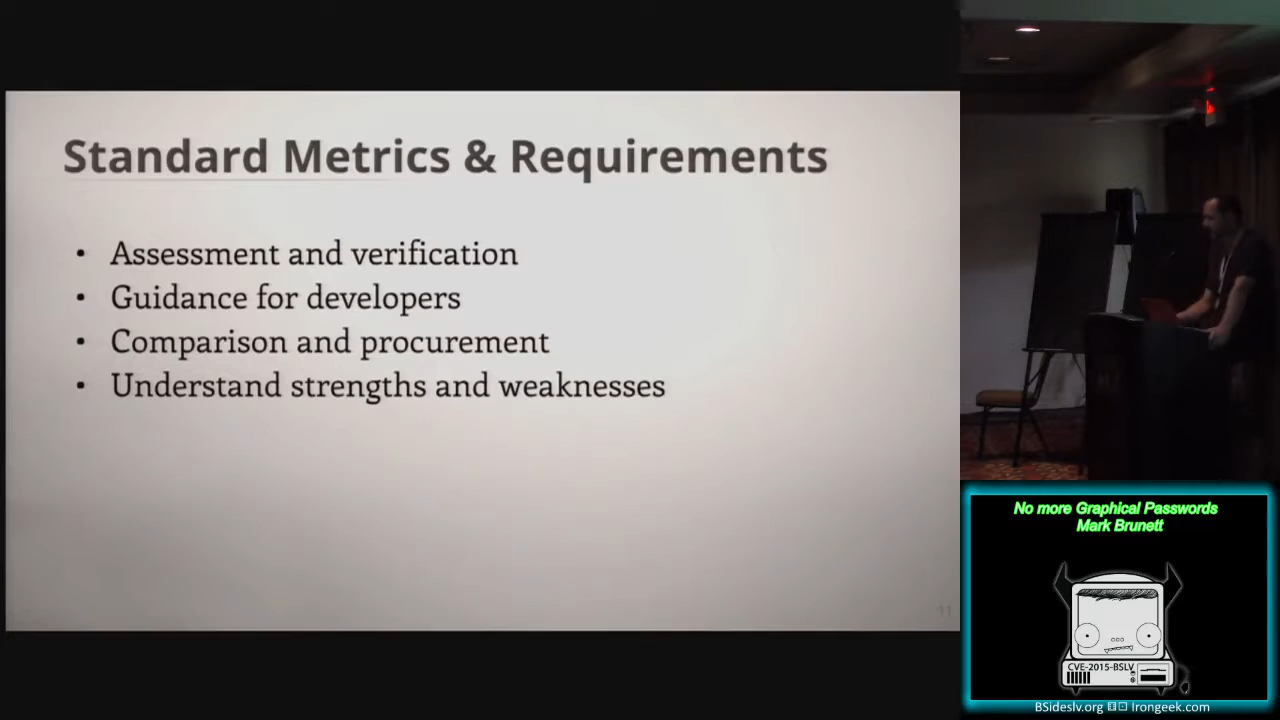 Standard Metrics & Requirements
• Assessment and verification
• Guidance for developers
• Comparison and procurement
• Understand strengths and weaknesses
11
No more Graphical Passwords
Mark Brunett
CVE-2015-BSLV
BSideslv.org Irongeek.com